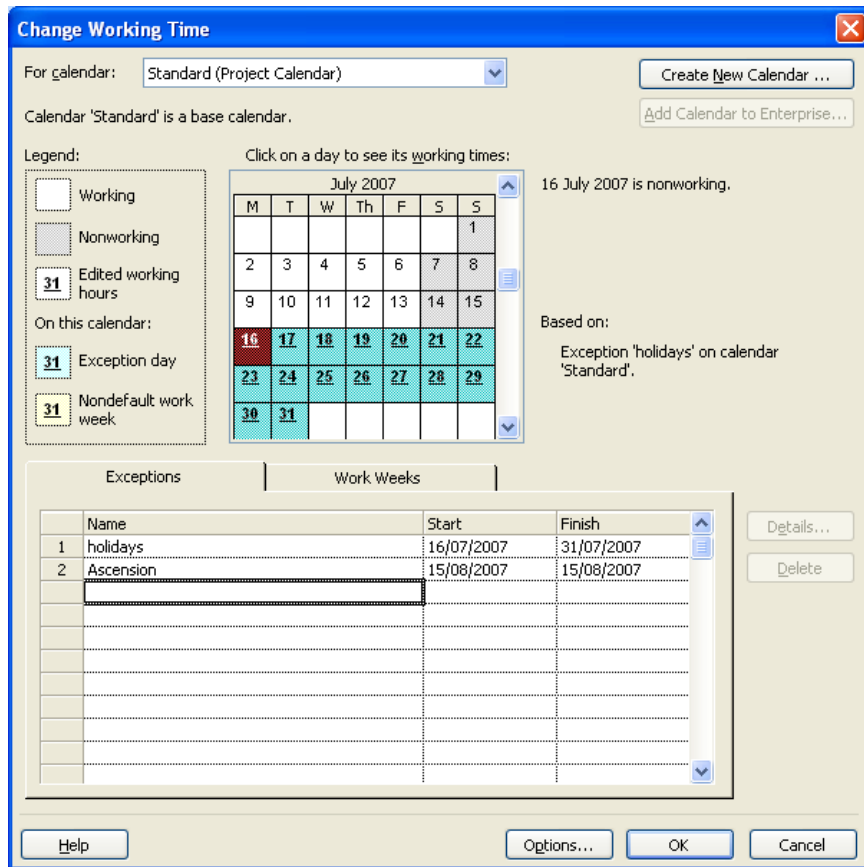 Change Working Time
For calendar: Standard (Project Calendar)
Create New Calendar ...
Calendar 'Standard' is a base calendar.
Add Calendar to Enterprise...
Legend:
Click on a day to see its working times:
Working
Nonworking
31 Edited working hours
On this calendar:
31 Exception day
31 Nondefault work week
July 2007
M T W Th F S S
1
2 3 4 5 6 7 8
9 10 11 12 13 14 15
16 17 18 19 20 21 22
23 24 25 26 27 28 29
30 31
16 July 2007 is nonworking.
Based on:
Exception 'holidays' on calendar
'Standard'.
Exceptions Work Weeks
Name Start Finish
1 holidays 16/07/2007 31/07/2007
2 Ascension 15/08/2007 15/08/2007
Details...
Delete
Help Options... OK Cancel